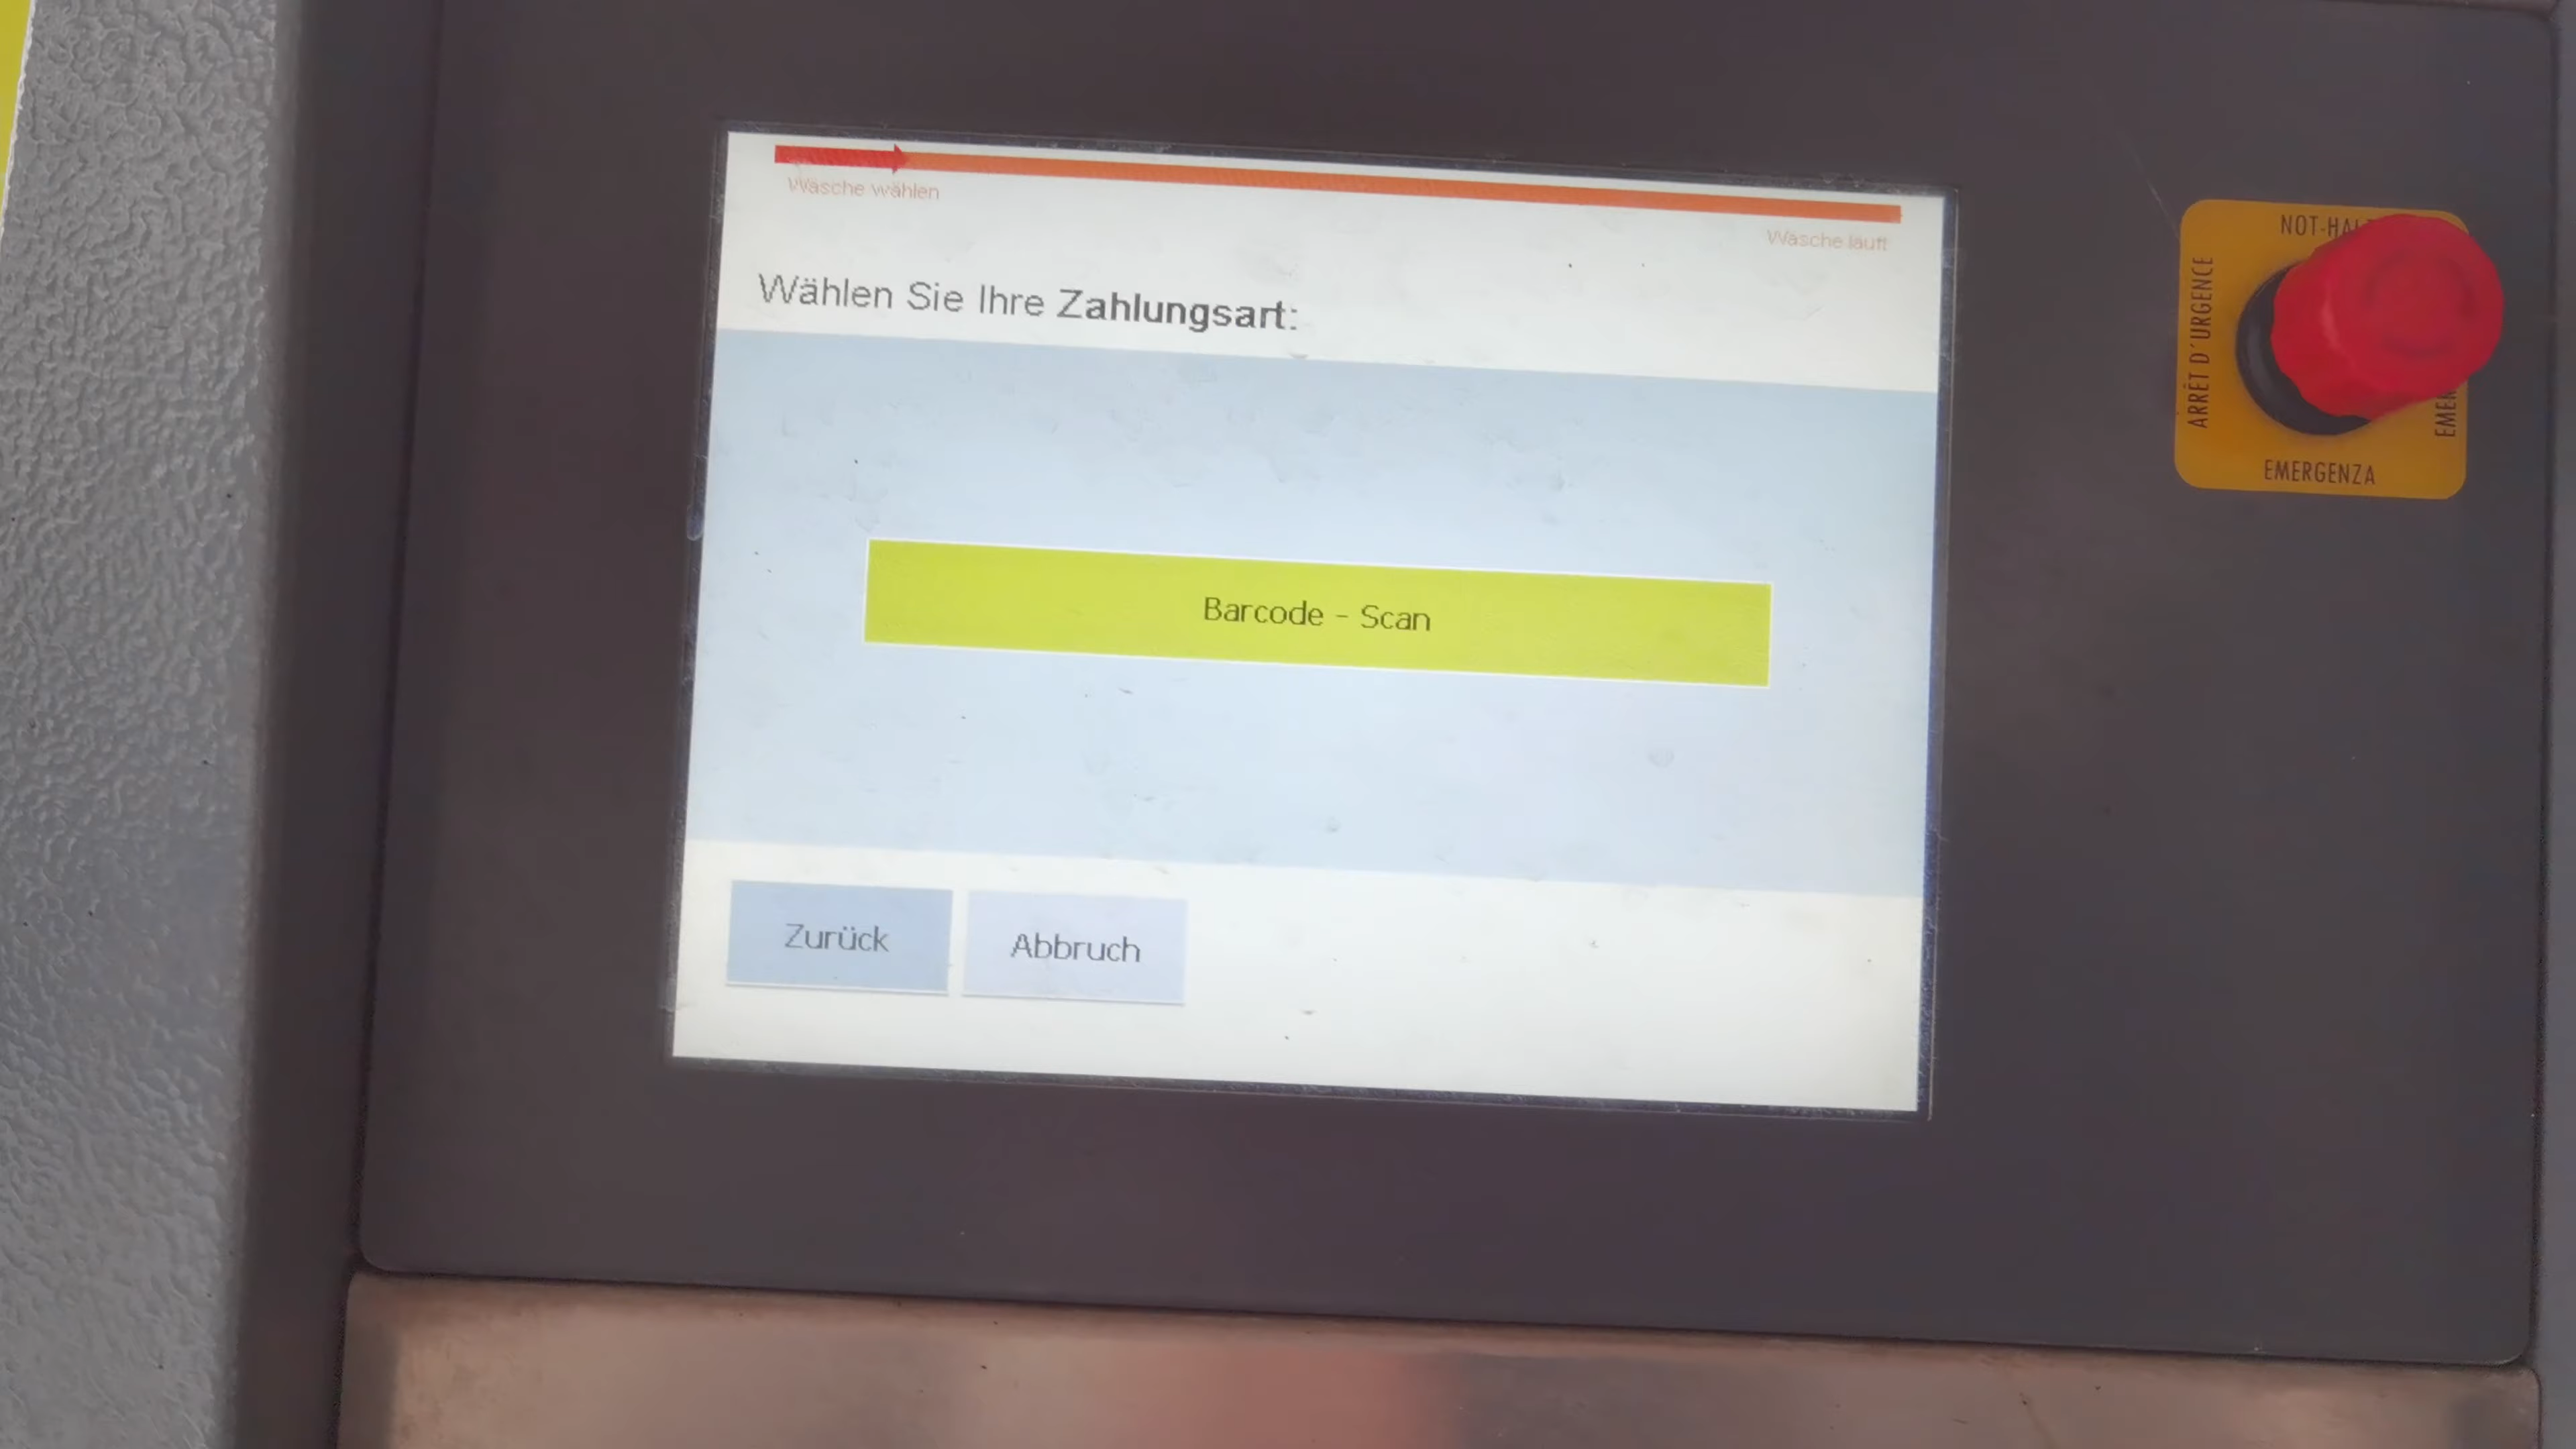 Wäsche wählen
Wäsche läuft
Wählen Sie Ihre Zahlungsart:
Barcode - Scan
Zurück
Abbruch
ARRÊT D'URGENCE
EMERGENZA